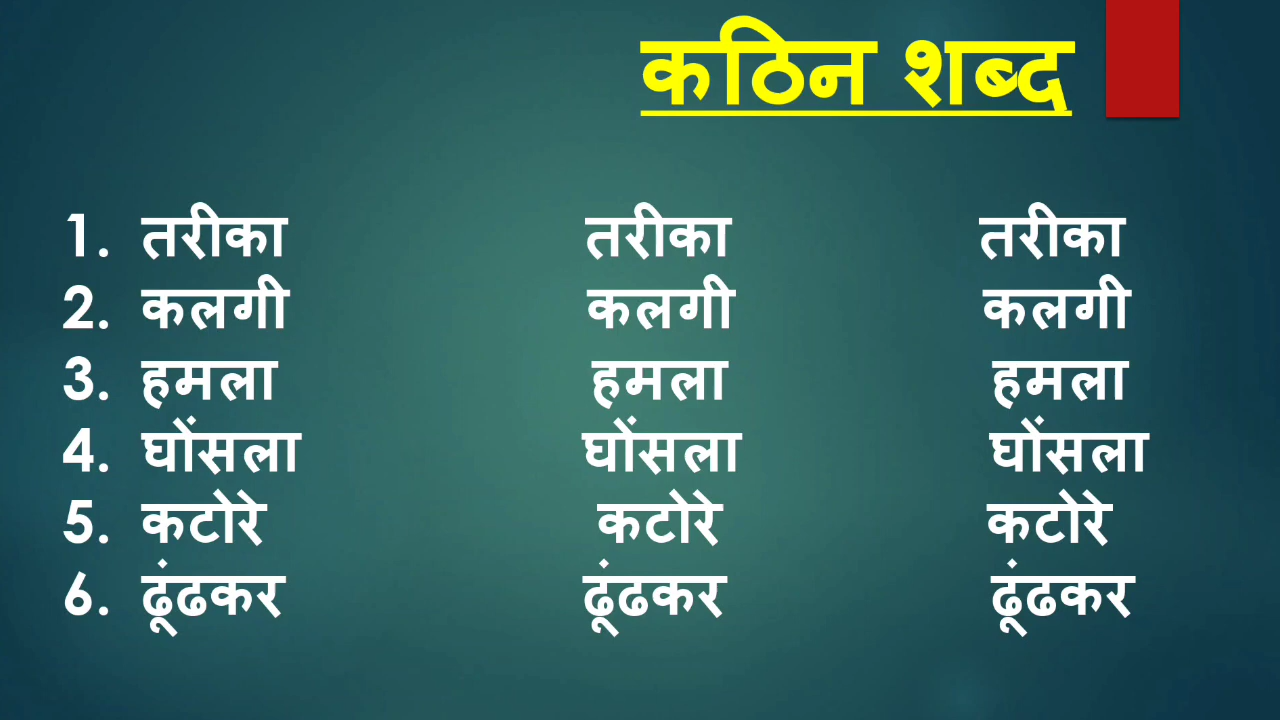 कठिन शब्द
1. तरीका तरीका तरीका
2. कलगी कलगी कलगी
3. हमला हमला हमला
4. घोंसला घोंसला घोंसला
5. कटोरे कटोरे कटोरे
6. ढूंढकर ढूंढकर ढूंढकर